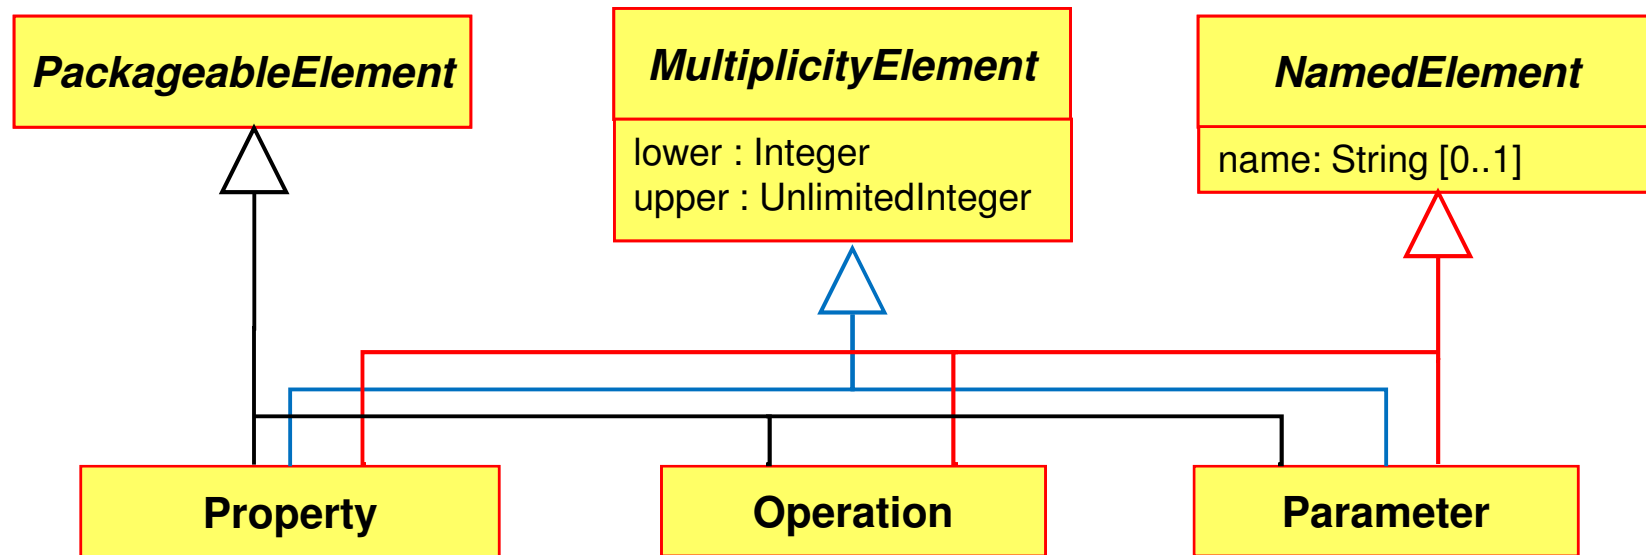 PackageableElement
MultiplicityElement
lower : Integer
upper : UnlimitedInteger
NamedElement
name: String [0..1]
Property
Operation
Parameter